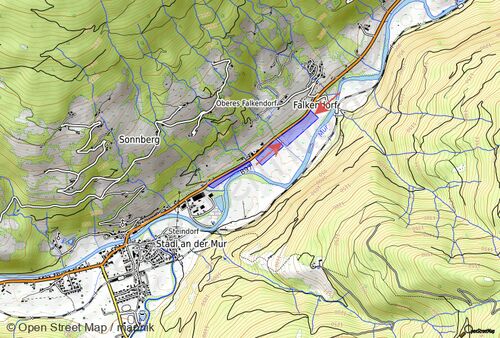 Oberes Falkendorf
Falkendorf
Sonnberg
Mur
Steindorf
Stadl an der Mur
© Open Street Map / mapnik